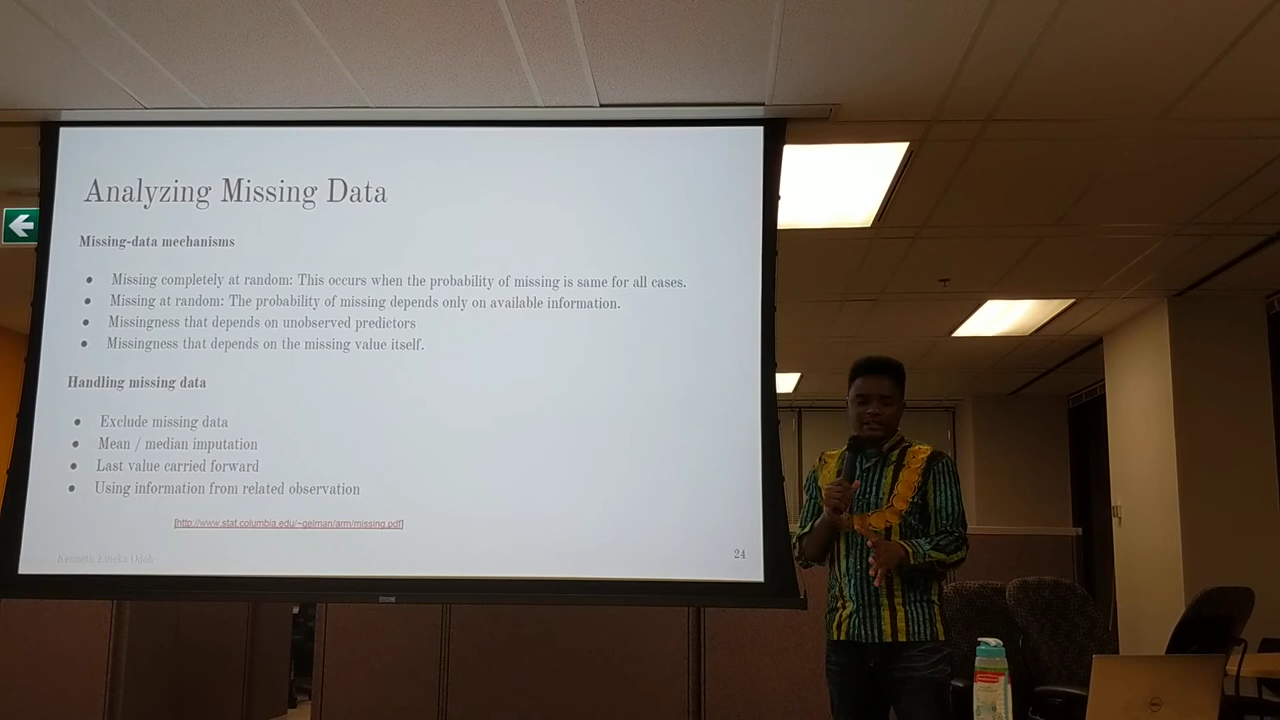 Analyzing Missing Data
Missing-data mechanisms
● Missing completely at random: This occurs when the probability of missing is same for all cases.
● Missing at random: The probability of missing depends only on available information.
● Missingness that depends on unobserved predictors
● Missingness that depends on the missing value itself.
Handling missing data
● Exclude missing data
● Mean / median imputation
● Last value carried forward
● Using information from related observation
[http://www.stat.columbia.edu/~gelman/arm/missing.pdf]
Kenneth Emeka Odoh
24
DELL